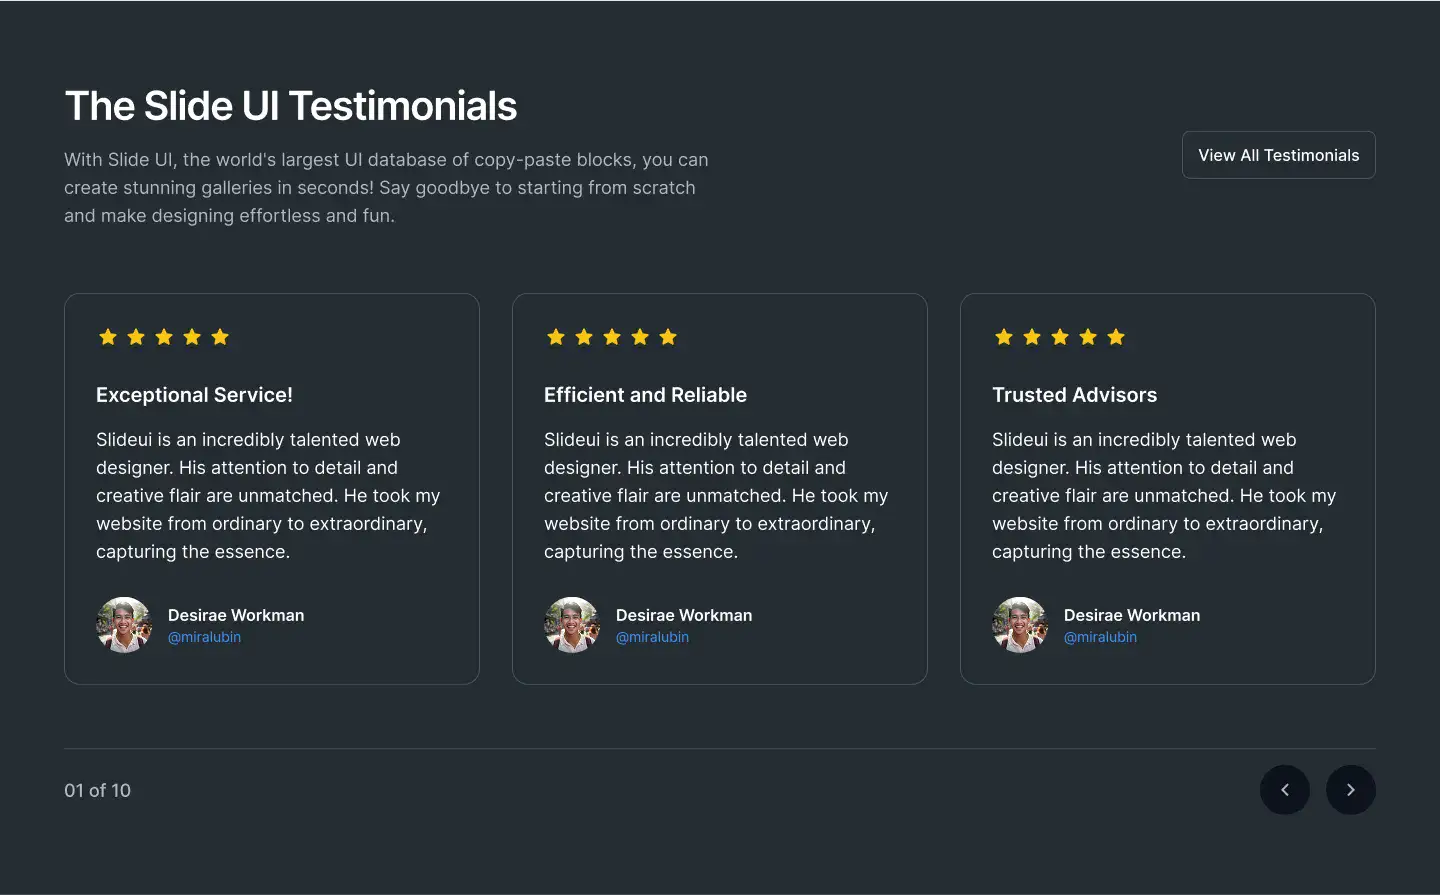 The Slide UI Testimonials
With Slide UI, the world's largest UI database of copy-paste blocks, you can
create stunning galleries in seconds! Say goodbye to starting from scratch
and make designing effortless and fun.
View All Testimonials
Exceptional Service!
Slideui is an incredibly talented web
designer. His attention to detail and
creative flair are unmatched. He took my
website from ordinary to extraordinary,
capturing the essence.
Desirae Workman
@miralubin
Efficient and Reliable
Slideui is an incredibly talented web
designer. His attention to detail and
creative flair are unmatched. He took my
website from ordinary to extraordinary,
capturing the essence.
Desirae Workman
@miralubin
Trusted Advisors
Slideui is an incredibly talented web
designer. His attention to detail and
creative flair are unmatched. He took my
website from ordinary to extraordinary,
capturing the essence.
Desirae Workman
@miralubin
01 of 10